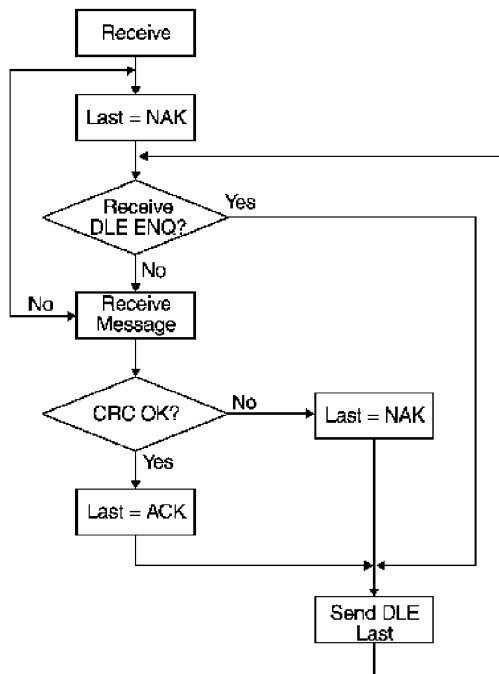 Receive
Last = NAK
Receive
DLE ENQ?
Yes
No
No
Receive
Message
CRC OK?
No
Last = NAK
Yes
Last = ACK
Send DLE
Last